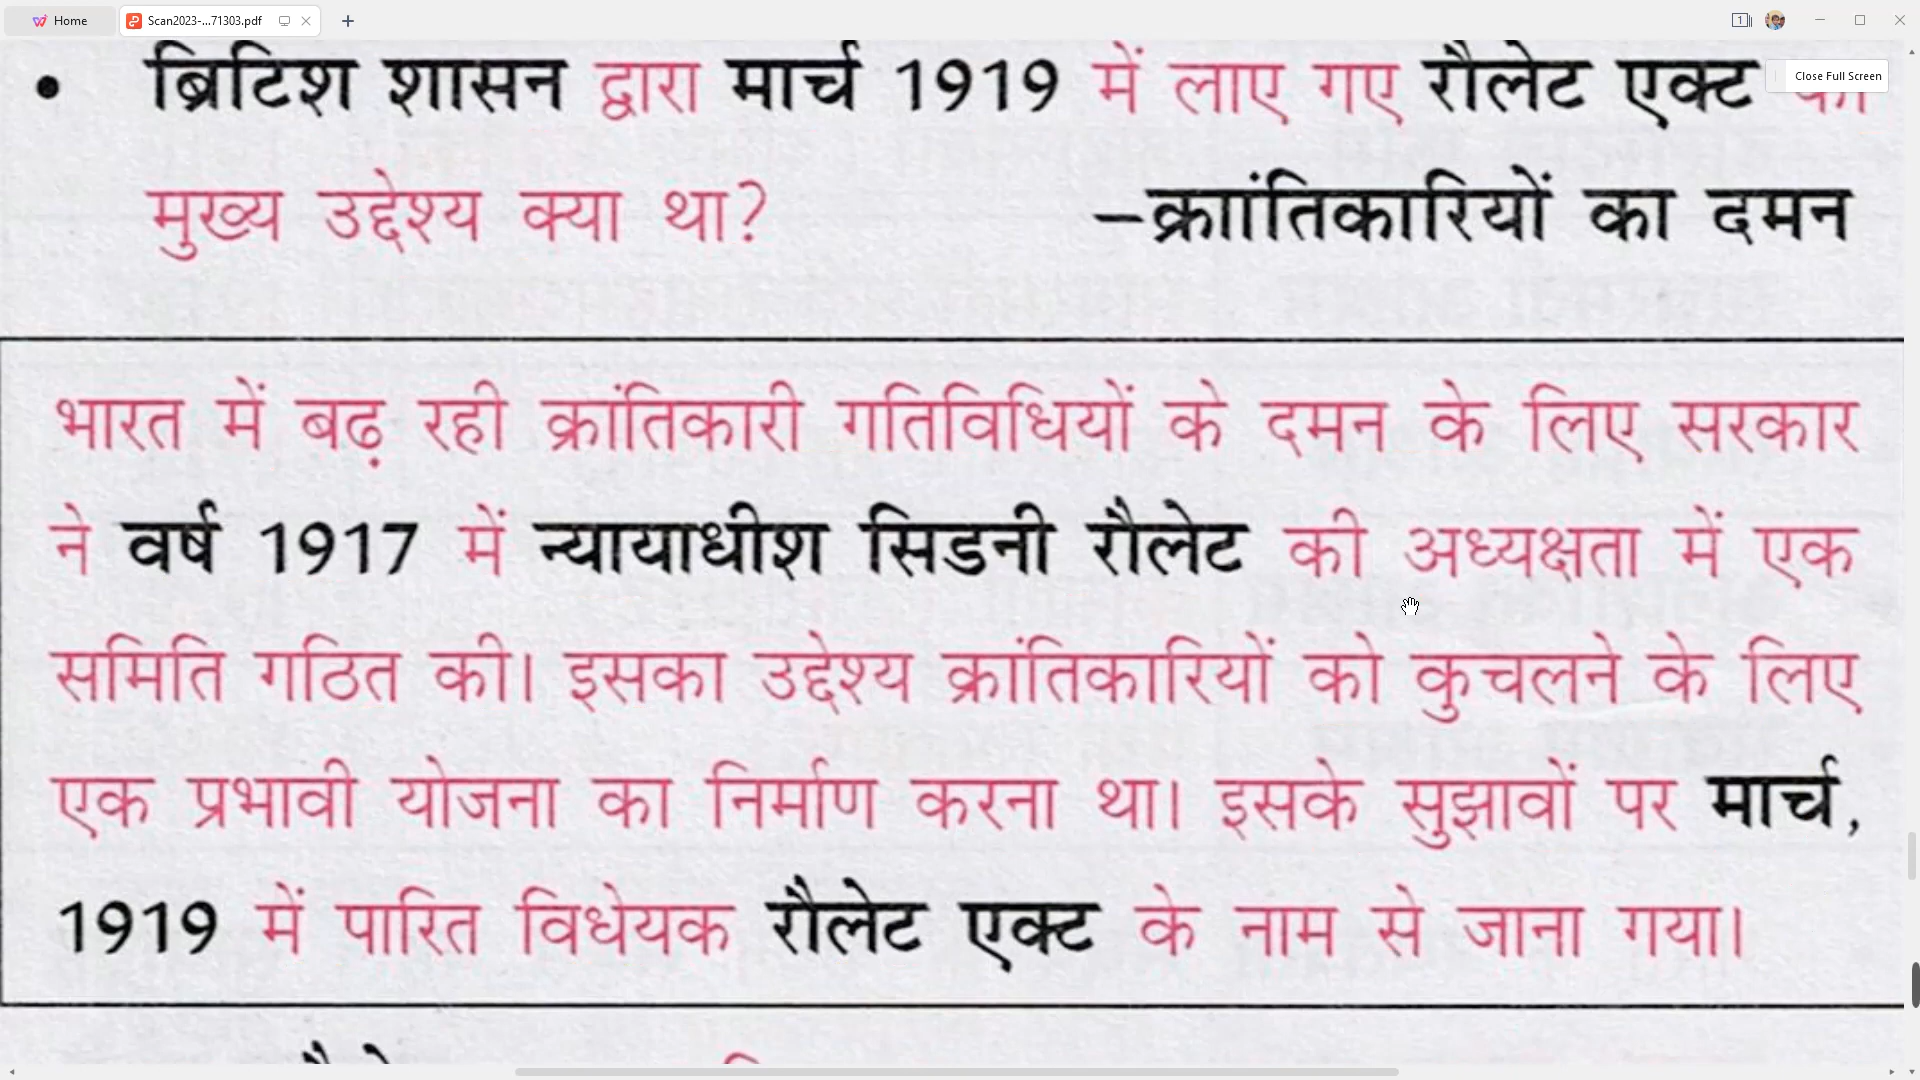 Home
Scan2023-...71303.pdf
1
Close Full Screen
• ब्रिटिश शासन द्वारा मार्च 1919 में लाए गए रौलेट एक्ट
मुख्य उद्देश्य क्या था? –क्राांतिकारियों का दमन
भारत में बढ़ रही क्रांतिकारी गतिविधियों के दमन के लिए सरकार
ने वर्ष 1917 में न्यायाधीश सिडनी रौलेट की अध्यक्षता में एक
समिति गठित की। इसका उद्देश्य क्रांतिकारियों को कुचलने के लिए
एक प्रभावी योजना का निर्माण करना था। इसके सुझावों पर मार्च,
1919 में पारित विधेयक रौलेट एक्ट के नाम से जाना गया।